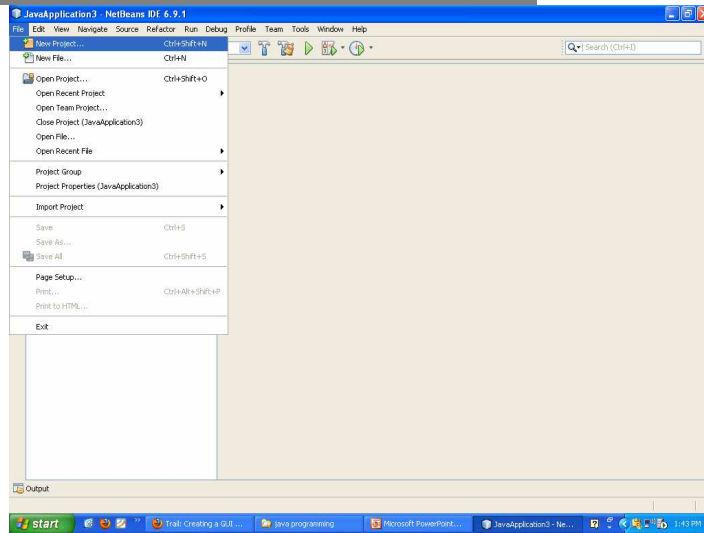 JavaApplication3 - NetBeans IDE 6.9.1
File Edit View Navigate Source Refactor Run Debug Profile Team Tools Window Help
New Project... Ctrl+Shift+N
Search (Ctrl+I)
New File... Ctrl+N
Open Project... Ctrl+Shift+O
Open Recent Project
Open Team Project...
Close Project (JavaApplication3)
Open File...
Open Recent File
Project Group
Project Properties (JavaApplication3)
Import Project
Save Ctrl+S
Save As...
Save All Ctrl+Shift+S
Page Setup...
Print... Ctrl+Alt+Shift+P
Print to HTML...
Exit
Output
start Trail: Creating a GUI ... java programming Microsoft PowerPoint... JavaApplication3 - Ne... 1:43 PM